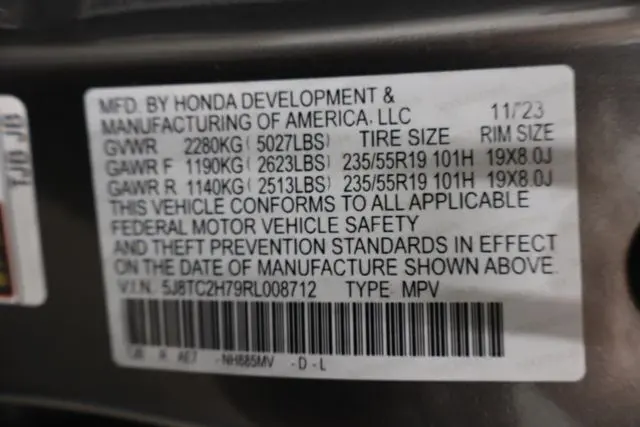 MFD. BY HONDA DEVELOPMENT &
MANUFACTURING OF AMERICA, LLC 11/23
GVWR 2280KG ( 5027LBS) TIRE SIZE RIM SIZE
GAWR F 1190KG ( 2623LBS) 235/55R19 101H 19X8.0J
GAWR R 1140KG ( 2513LBS) 235/55R19 101H 19X8.0J
THIS VEHICLE CONFORMS TO ALL APPLICABLE
FEDERAL MOTOR VEHICLE SAFETY
AND THEFT PREVENTION STANDARDS IN EFFECT
ON THE DATE OF MANUFACTURE SHOWN ABOVE.
V.I.N. 5J8TC2H79RL008712 TYPE MPV
A AE7 -NH885MV -D-L
TJB JB